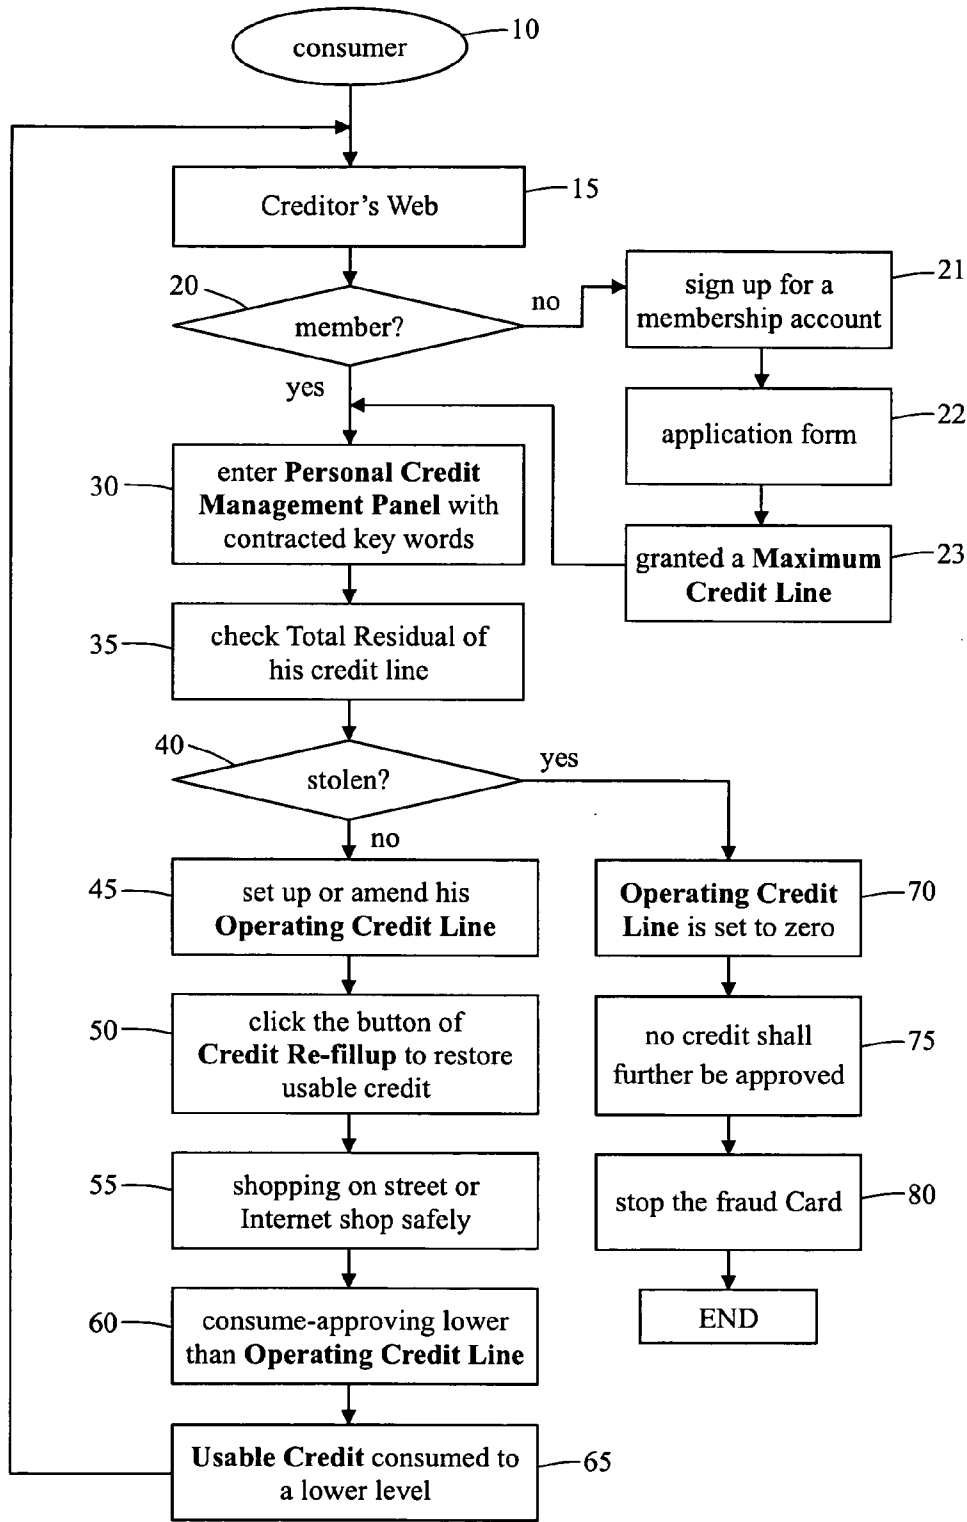 10
consumer
15
Creditor's Web
20
member?
no
yes
21
sign up for a
membership account
22
application form
23
granted a Maximum
Credit Line
30
enter Personal Credit
Management Panel with
contracted key words
35
check Total Residual of
his credit line
40
stolen?
yes
no
45
set up or amend his
Operating Credit Line
50
click the button of
Credit Re-fillup to restore
usable credit
55
shopping on street or
Internet shop safely
60
consume-approving lower
than Operating Credit Line
65
Usable Credit consumed to
a lower level
70
Operating Credit
Line is set to zero
75
no credit shall
further be approved
80
stop the fraud Card
END